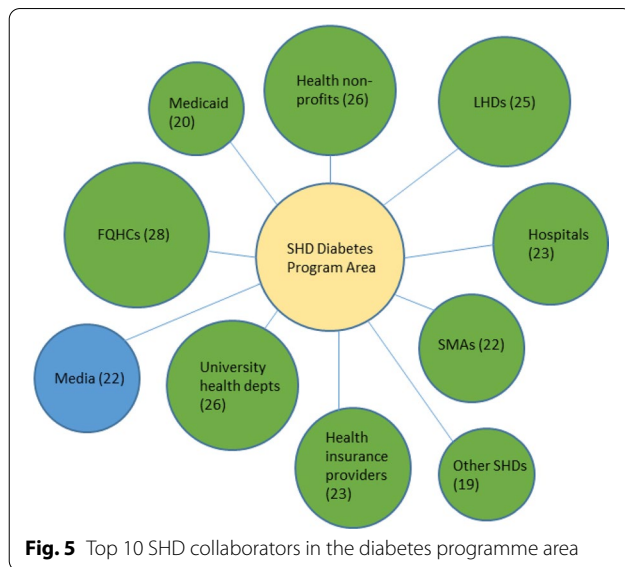 Health non-
profits (26)
LHDs (25)
Medicaid
(20)
FQHCs (28)
SHD Diabetes
Program Area
Hospitals
(23)
Media (22)
University
health depts
(26)
SMAs (22)
Health
insurance
providers
(23)
Other SHDs
(19)
Fig. 5 Top 10 SHD collaborators in the diabetes programme area